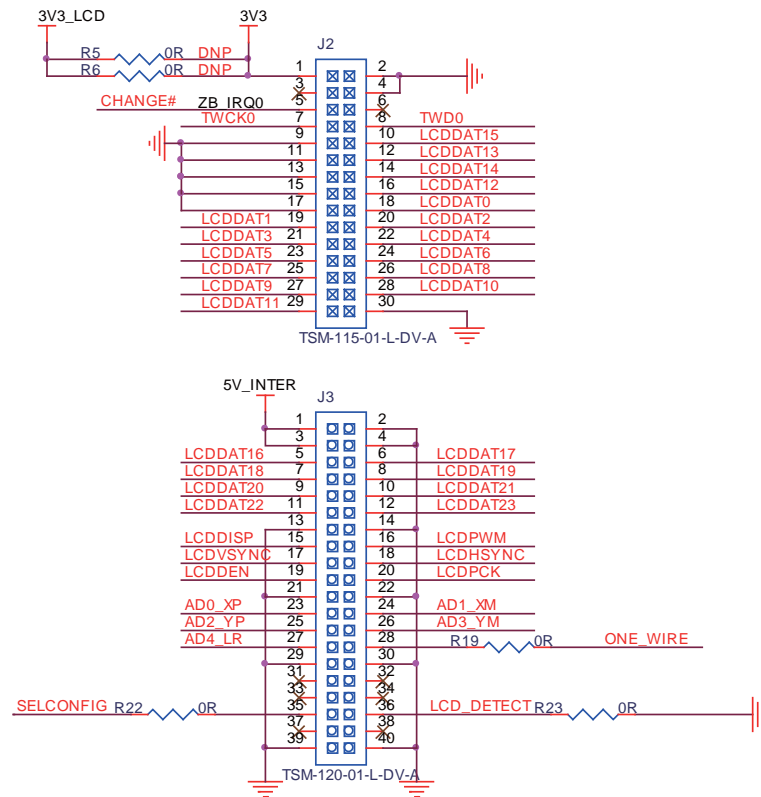 3V3_LCD 3V3
R5 0R DNP
R6 0R DNP
J2
1 2
3 4
CHANGE# ZB_IRQ0 5 6
TWCK0 7 8 TWD0
9 10 LCDDAT15
11 12 LCDDAT13
13 14 LCDDAT14
15 16 LCDDAT12
17 18 LCDDAT0
LCDDAT1 19 20 LCDDAT2
LCDDAT3 21 22 LCDDAT4
LCDDAT5 23 24 LCDDAT6
LCDDAT7 25 26 LCDDAT8
LCDDAT9 27 28 LCDDAT10
LCDDAT11 29 30
TSM-115-01-L-DV-A
5V_INTER
J3
1 2
3 4
LCDDAT16 5 6 LCDDAT17
LCDDAT18 7 8 LCDDAT19
LCDDAT20 9 10 LCDDAT21
LCDDAT22 11 12 LCDDAT23
13 14
LCDDISP 15 16 LCDPWM
LCDVSYNC 17 18 LCDHSYNC
LCDDEN 19 20 LCDPCK
21 22
AD0_XP 23 24 AD1_XM
AD2_YP 25 26 AD3_YM
AD4_LR 27 28 R19 0R ONE_WIRE
29 30
31 32
33 34
SELCONFIG R22 0R 35 36 LCD_DETECT R23 0R
37 38
39 40
TSM-120-01-L-DV-A